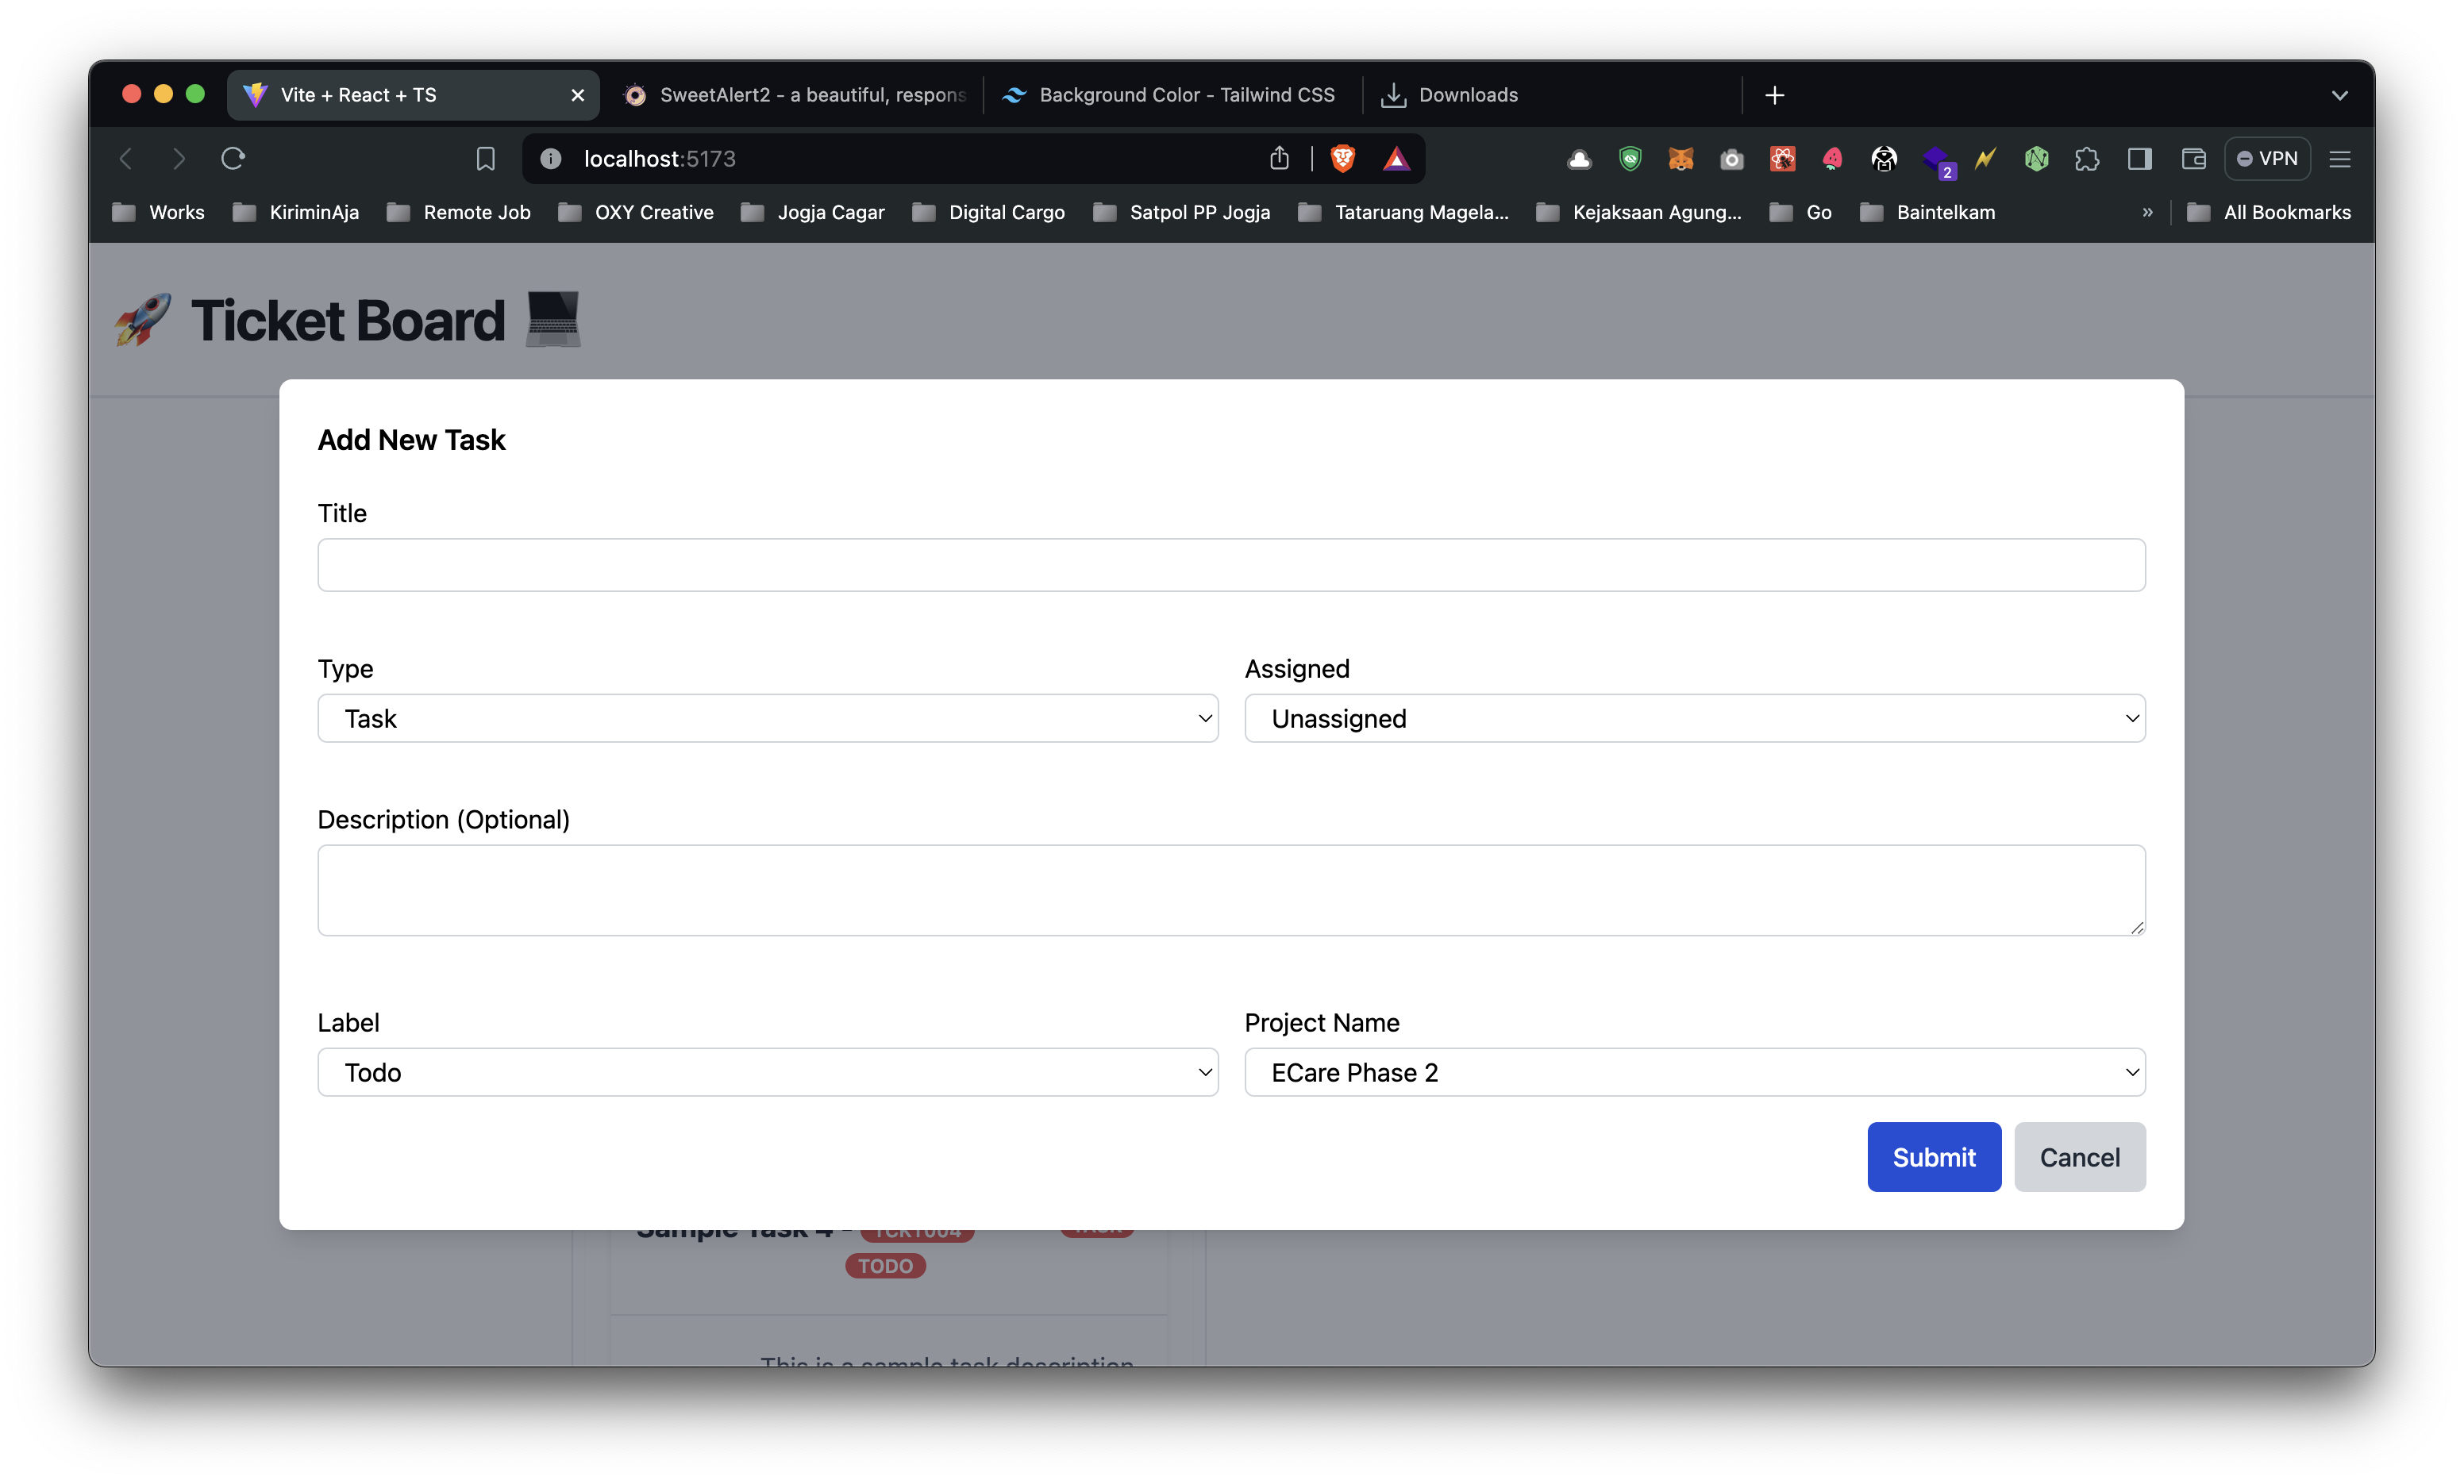 Vite + React + TS
SweetAlert2 - a beautiful, respons
Background Color - Tailwind CSS
Downloads
localhost:5173
2
VPN
Works
KiriminAja
Remote Job
OXY Creative
Jogja Cagar
Digital Cargo
Satpol PP Jogja
Tataruang Magela...
Kejaksaan Agung...
Go
Baintelkam
»
All Bookmarks
🚀 Ticket Board 💻
Add New Task
Title
Type
Assigned
Task
Unassigned
Description (Optional)
Label
Project Name
Todo
ECare Phase 2
Submit
Cancel
Sample Task 4 - TCKT004
TASK
TODO
This is a sample task description